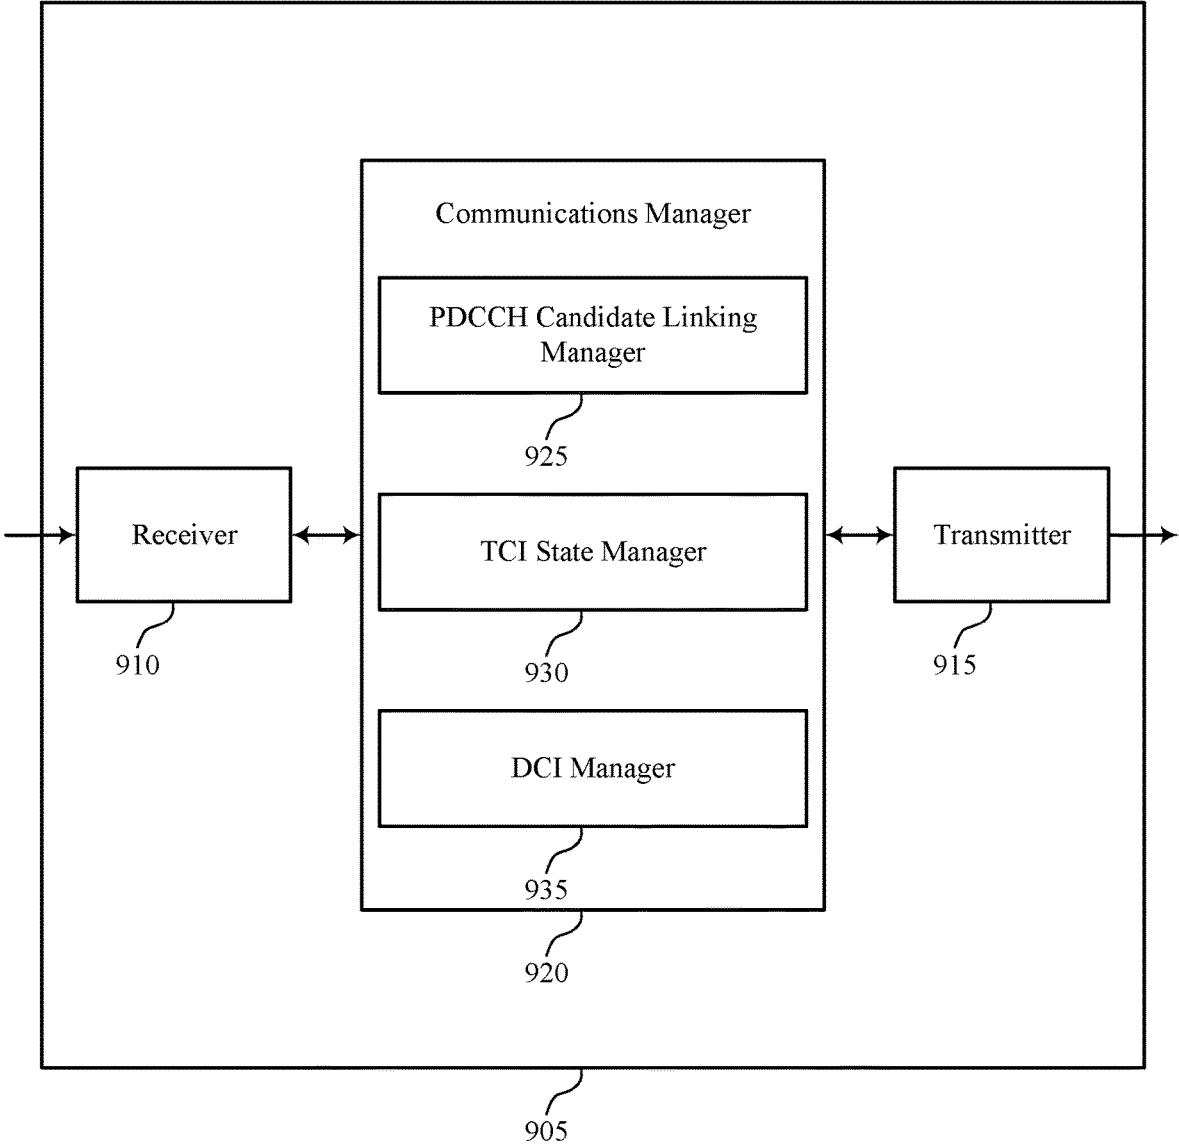 Communications Manager
PDCCH Candidate Linking
Manager
925
Receiver
910
TCI State Manager
930
Transmitter
915
DCI Manager
935
920
905